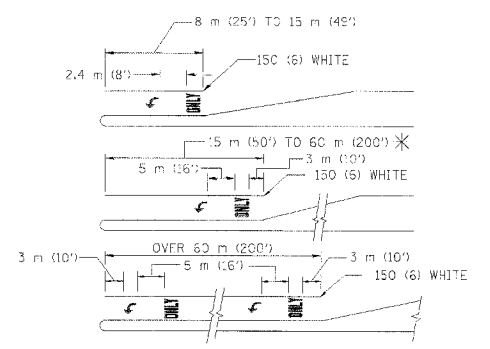 8 m (25') TO 15 m (49')
2.4 m (8')
150 (6) WHITE
ONLY
15 m (50') TO 60 m (200') *
5 m (16')
3 m (10')
150 (6) WHITE
ONLY
OVER 60 m (200')
3 m (10')
5 m (16')
3 m (10')
150 (6) WHITE
ONLY
ONLY